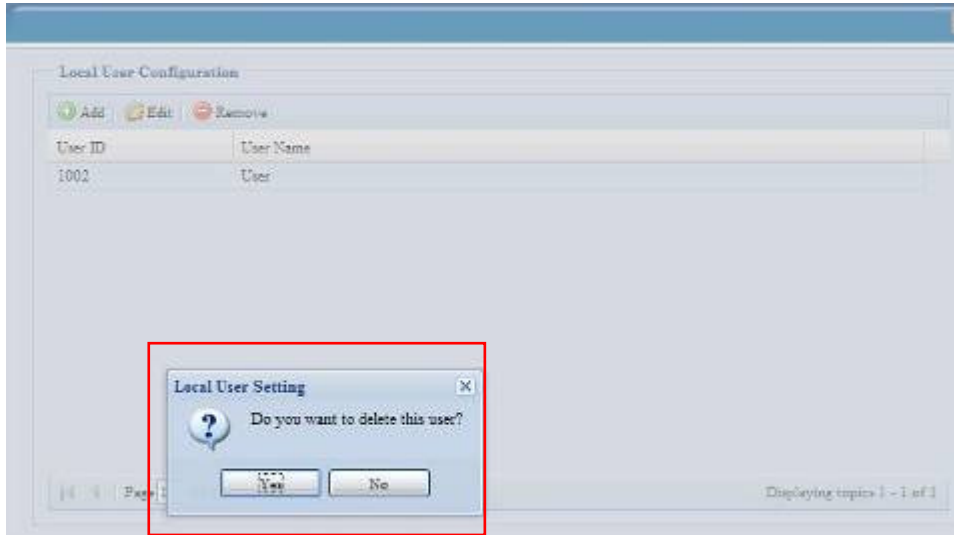 Local User Configuration
Add Edit Remove
User ID User Name
1002 User
Local User Setting
Do you want to delete this user?
Yes No
Page Displaying topics 1 - 1 of 1